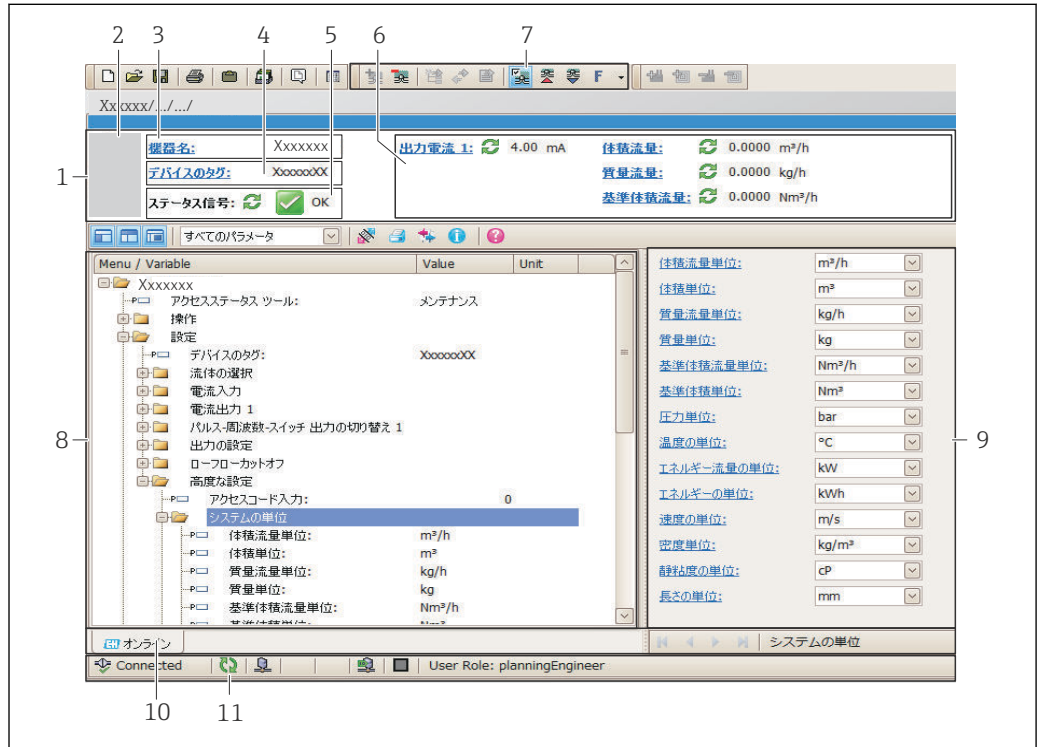 2 3 4 5 6 7
F
Xxxxxx/.../.../
1
機器名: Xxxxxxx
デバイスのタグ: XxxxxxXX
ステータス信号: OK
出力電流 1: 4.00 mA
体積流量: 0.0000 m³/h
質量流量: 0.0000 kg/h
基準体積流量: 0.0000 Nm³/h
すべてのパラメータ
Menu / Variable Value Unit
Xxxxxxx
アクセスステータス ツール: メンテナンス
操作
設定
デバイスのタグ: XxxxxxXX
流体の選択
電流入力
電流出力 1
パルス-周波数-スイッチ 出力の切り替え 1
8
出力の設定
ローフローカットオフ
高度な設定
アクセスコード入力: 0
システムの単位
体積流量単位: m³/h
体積単位: m³
質量流量単位: kg/h
質量単位: kg
基準体積流量単位: Nm³/h
基準体積単位: Nm³
体積流量単位: m³/h
体積単位: m³
質量流量単位: kg/h
質量単位: kg
基準体積流量単位: Nm³/h
基準体積単位: Nm³
圧力単位: bar
温度の単位: °C
9
エネルギー流量の単位: kW
エネルギーの単位: kWh
速度の単位: m/s
密度単位: kg/m³
静粘度の単位: cP
長さの単位: mm
オンライン
システムの単位
Connected
User Role: planningEngineer
10 11